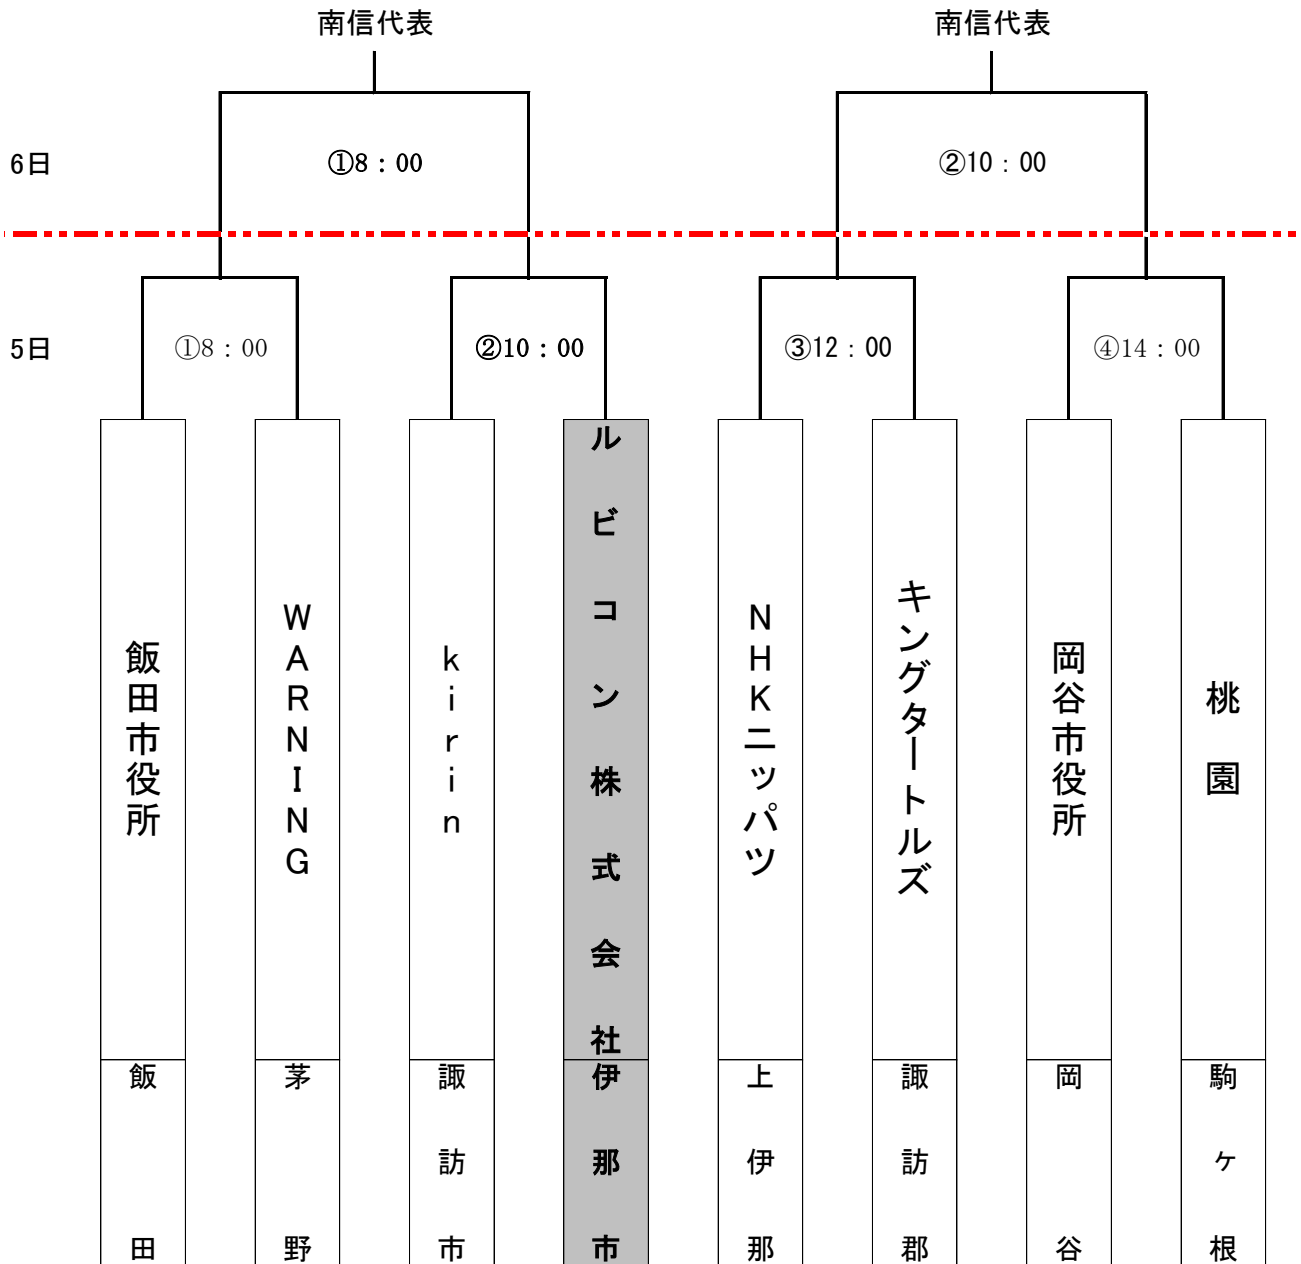 南信代表
南信代表
6日
①8：00
②10：00
5日
①8：00
②10：00
③12：00
④14：00
飯田市役所
WARNING
kirin
ルビコン株式会社
NHKニッパツ
キングタートルズ
岡谷市役所
桃園
飯田
茅野
諏訪市
伊那市
上伊那
諏訪郡
岡谷
駒ヶ根